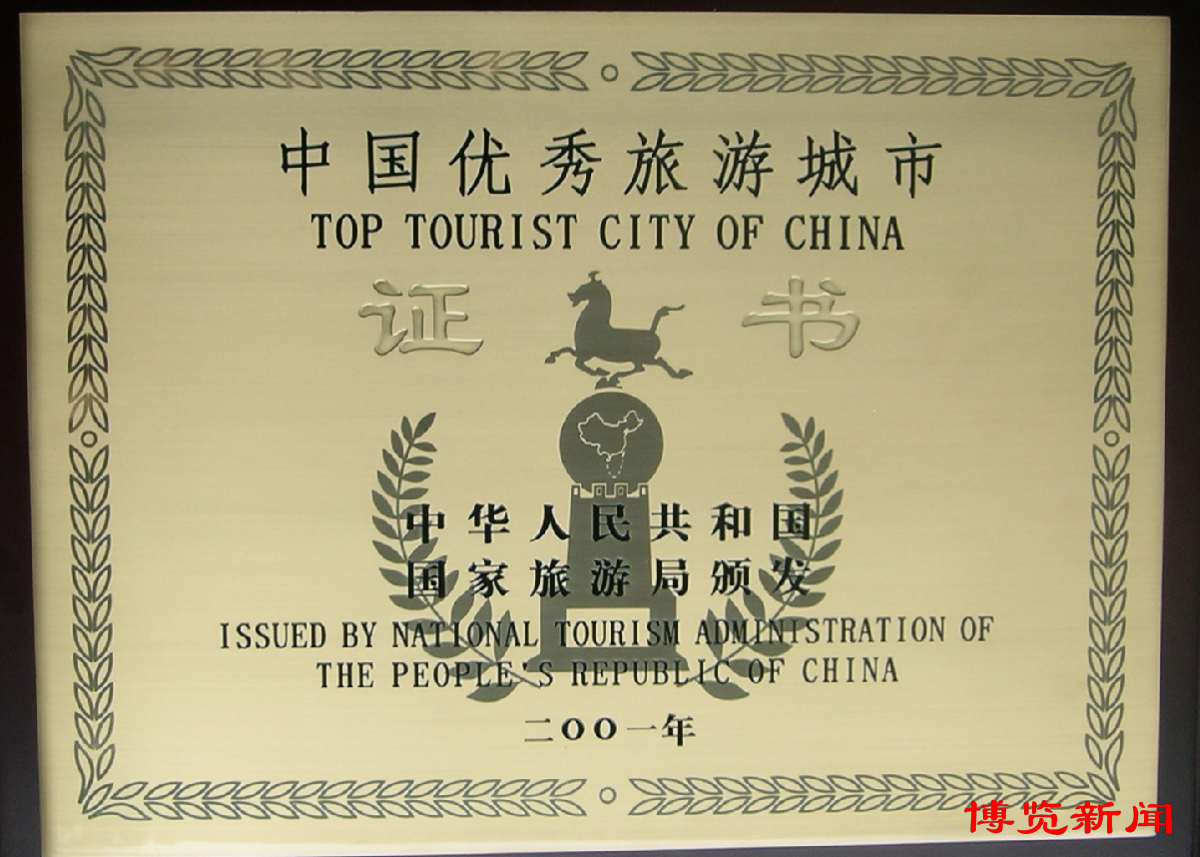 中国优秀旅游城市
TOP TOURIST CITY OF CHINA
证书
中华人民共和国
国家旅游局颁发
ISSUED BY NATIONAL TOURISM ADMINISTRATION OF
THE PEOPLE'S REPUBLIC OF CHINA
二〇〇一年
博览新闻